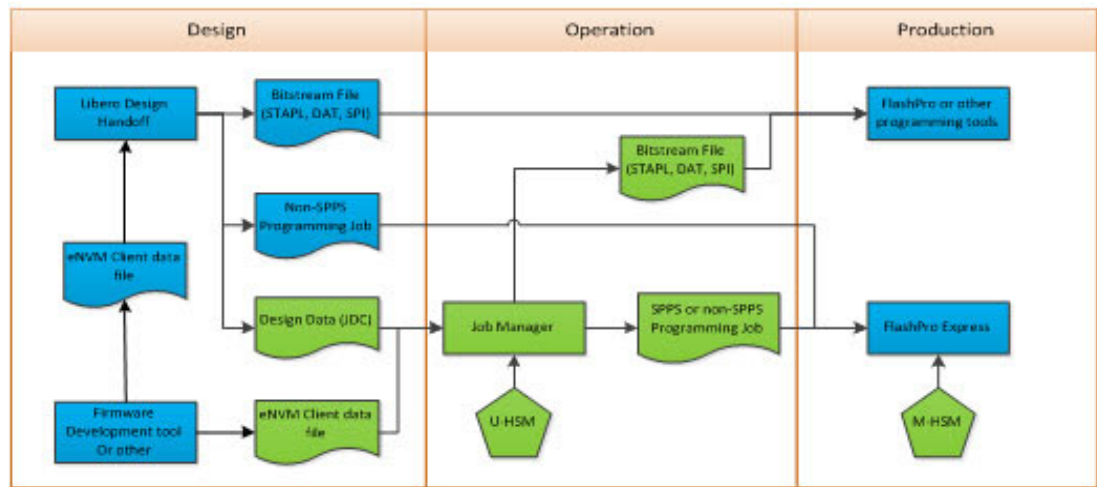 Design
Operation
Production
Libero Design
Handoff
Bitstream File
(STAPL, DAT, SPI)
FlashPro or other
programming tools
Bitstream File
(STAPL, DAT, SPI)
Non-SPPS
Programming Job
eNVM Client data
file
Design Data (JDC)
Job Manager
SPPS or non-SPPS
Programming Job
FlashPro Express
Firmware
Development tool
Or other
eNVM Client data
file
U-HSM
M-HSM